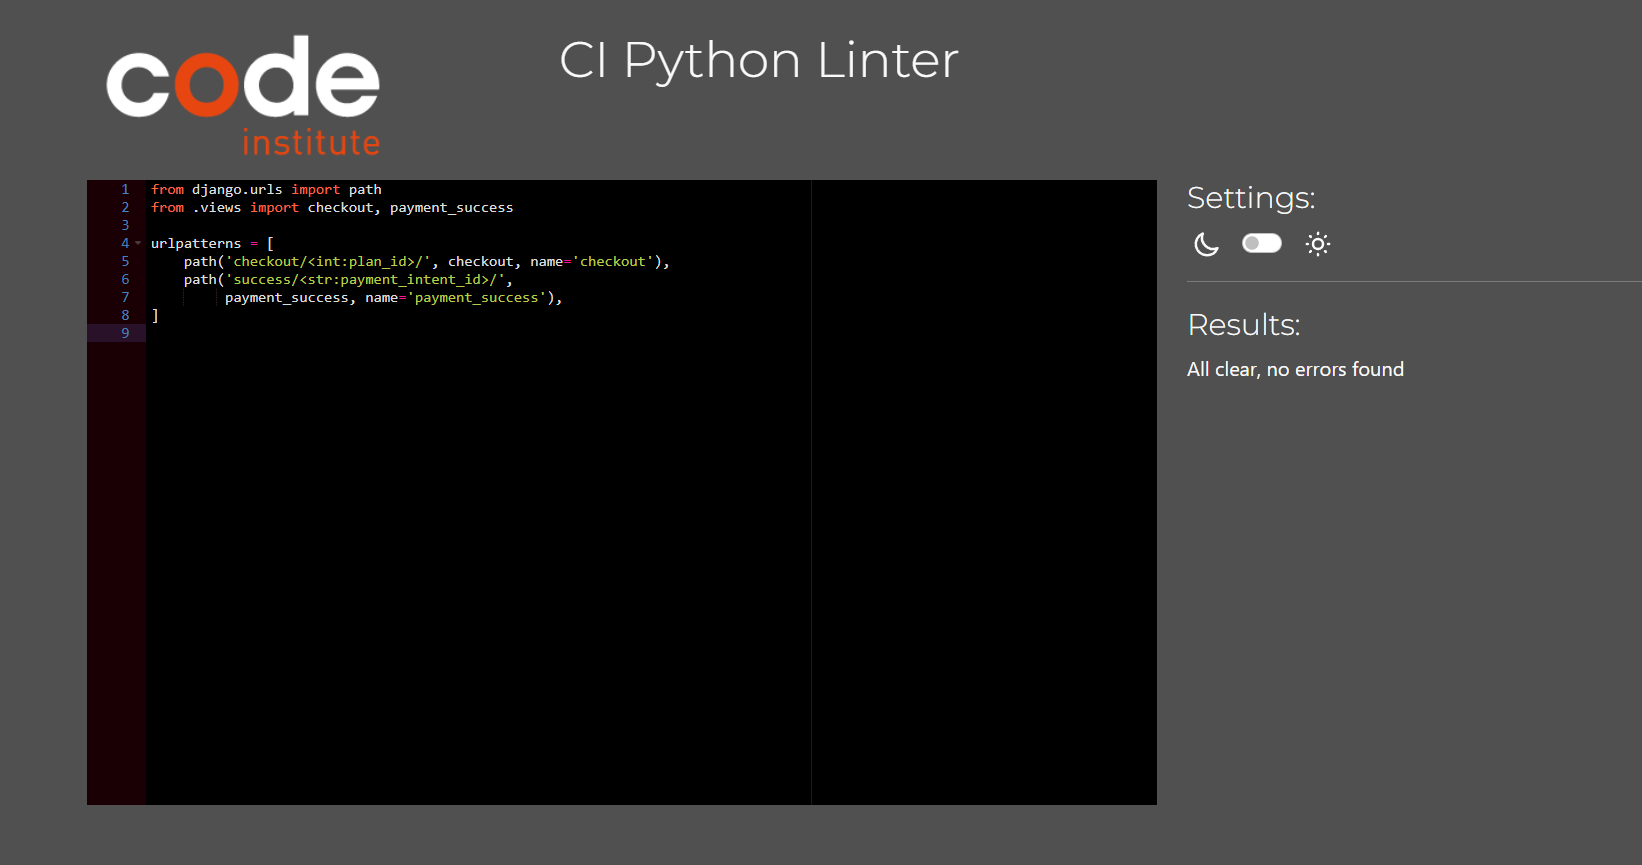 code
institute
CI Python Linter
1 from django.urls import path
2 from .views import checkout, payment_success
3
4 urlpatterns = [
5     path('checkout/<int:plan_id>/', checkout, name='checkout'),
6     path('success/<str:payment_intent_id>/',
7          payment_success, name='payment_success'),
8 ]
9
Settings:
Results:
All clear, no errors found